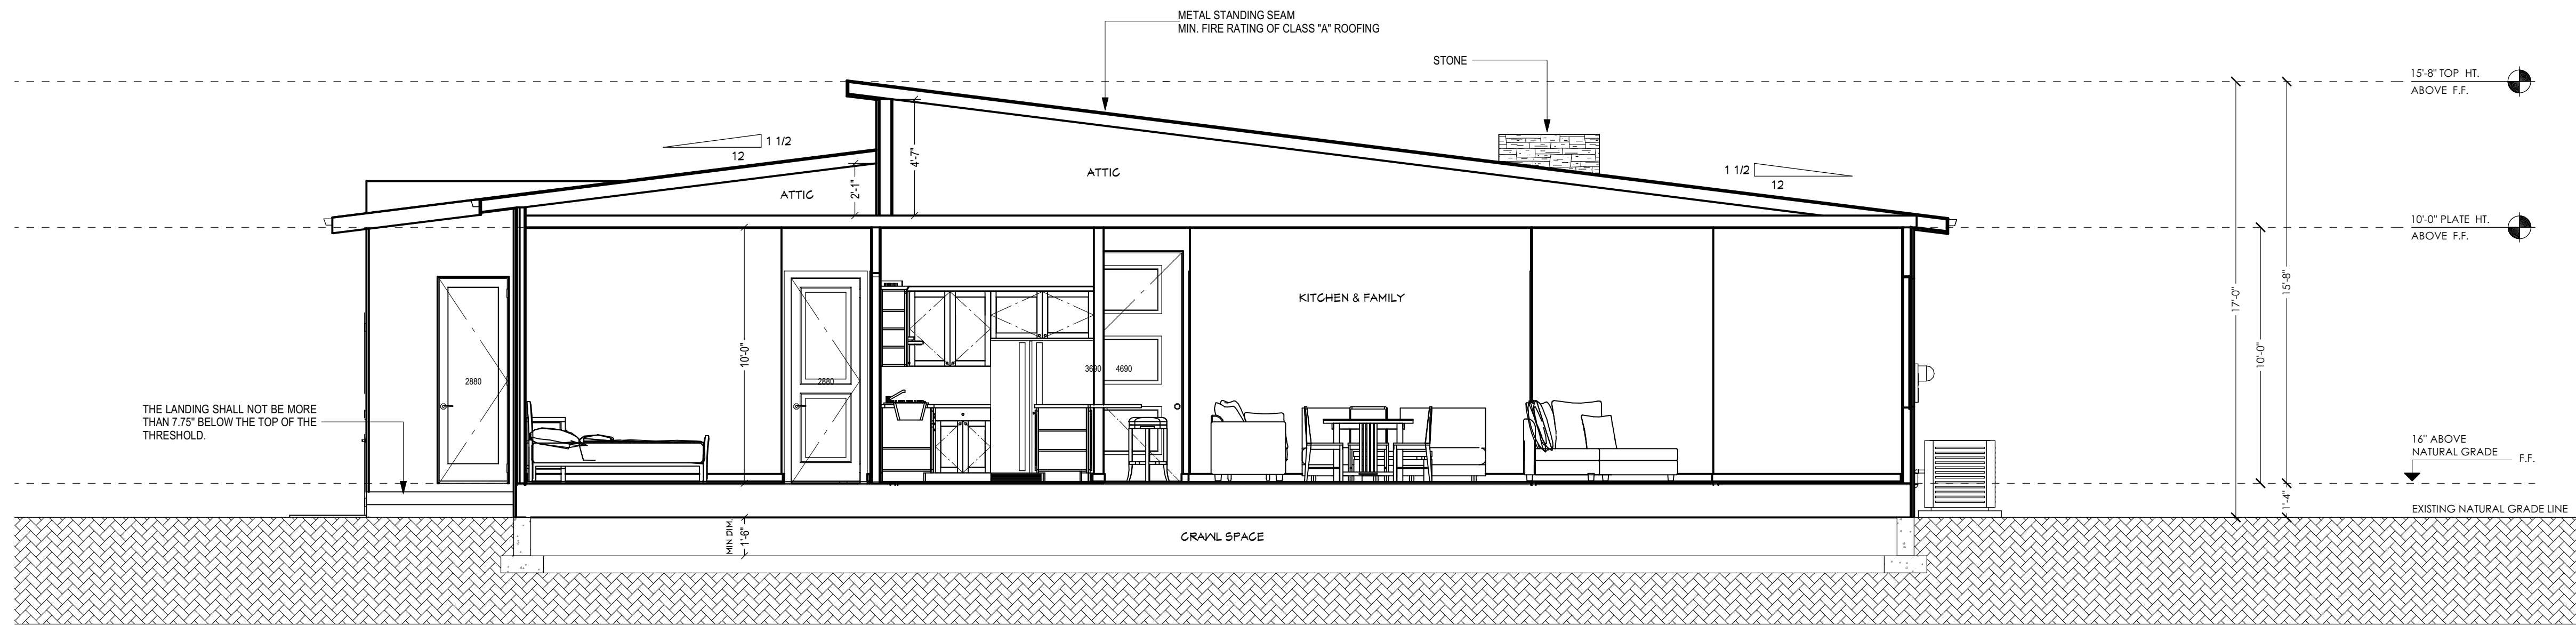 METAL STANDING SEAM
MIN. FIRE RATING OF CLASS "A" ROOFING
STONE
15'-8" TOP HT.
ABOVE F.F.
1 1/2
12
4'-7"
ATTIC
2'-1"
ATTIC
1 1/2
12
10'-0" PLATE HT.
ABOVE F.F.
17'-0"
15'-8"
10'-0"
10'-0"
KITCHEN & FAMILY
2880
2880
3690
4690
THE LANDING SHALL NOT BE MORE
THAN 7.75" BELOW THE TOP OF THE
THRESHOLD.
16" ABOVE
NATURAL GRADE
F.F.
1'-4"
EXISTING NATURAL GRADE LINE
MIN DIM.
1'-6"
CRAWL SPACE